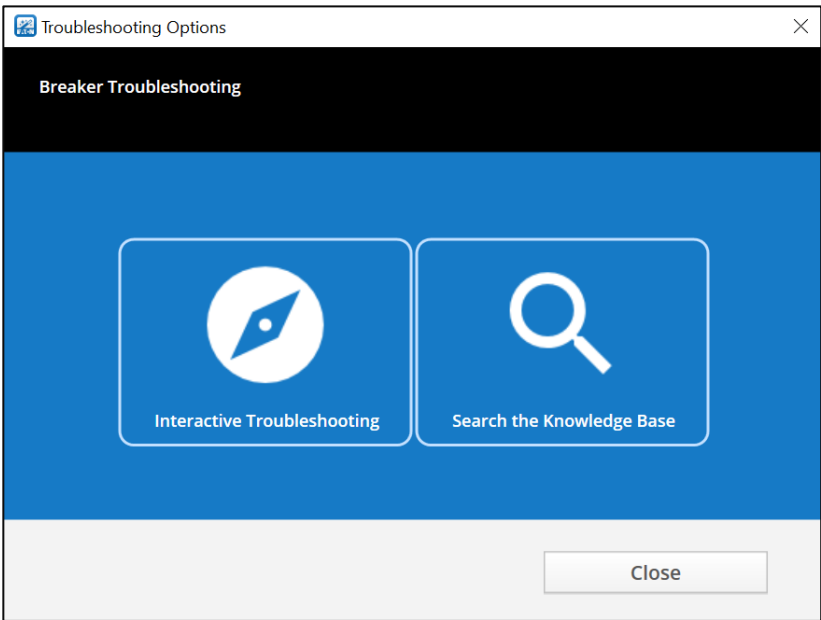 Troubleshooting Options
Breaker Troubleshooting
Interactive Troubleshooting
Search the Knowledge Base
Close